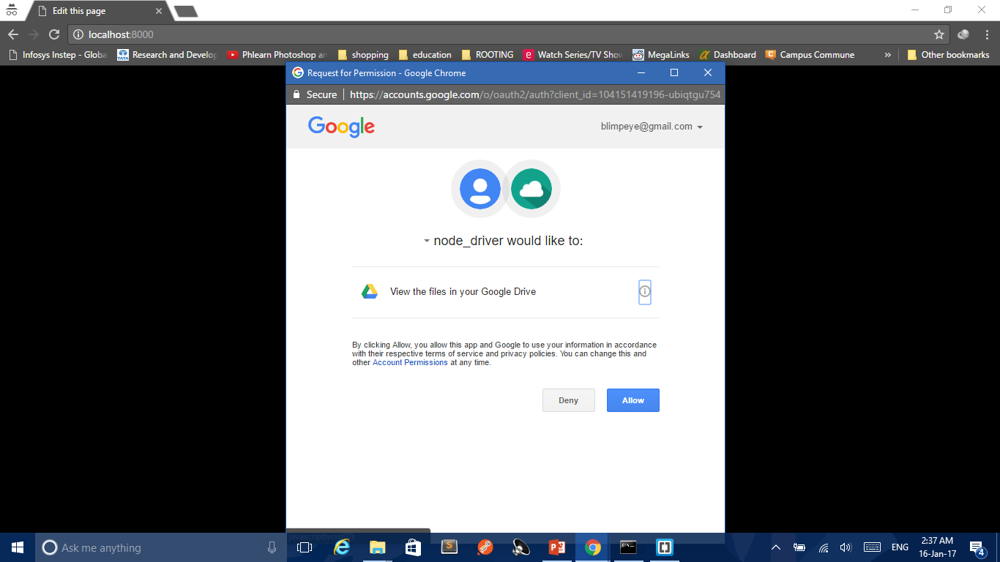 Edit this page
localhost:8000
Infosys Instep - Globa
Research and Develop
Phlearn Photoshop an
shopping
education
ROOTING
Watch Series/TV Show
MegaLinks
Dashboard
Campus Commune
»
Other bookmarks
Request for Permission - Google Chrome
Secure
https://accounts.google.com/o/oauth2/auth?client_id=104151419196-ubiqtgu754
Google
blimpeye@gmail.com
node_driver would like to:
View the files in your Google Drive
By clicking Allow, you allow this app and Google to use your information in accordance
with their respective terms of service and privacy policies. You can change this and
other Account Permissions at any time.
Deny
Allow
javascript:void(0);
Ask me anything
ENG
2:37 AM
16-Jan-17
4